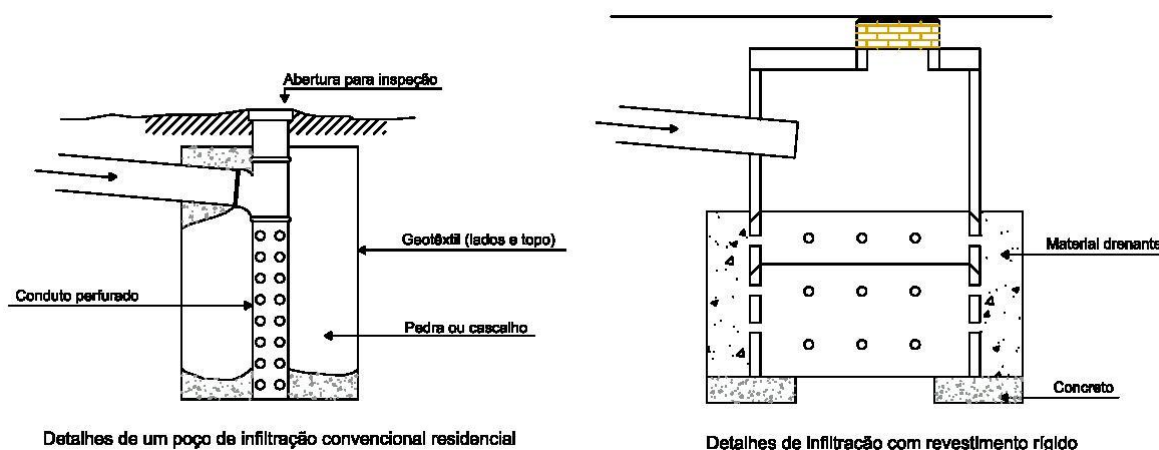 Abertura para inspeção
Geotêxtil (lados e topo)
Conduto perfurado
Pedra ou cascalho
Detalhes de um poço de infiltração convencional residencial
Material drenante
Concreto
Detalhes de infiltração com revestimento rígido